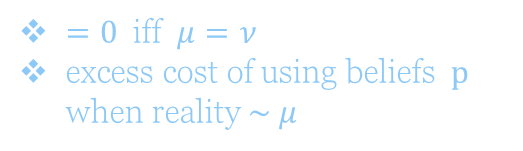 ❖ = 0 iff μ = ν
❖ excess cost of using beliefs p
when reality ~ μ